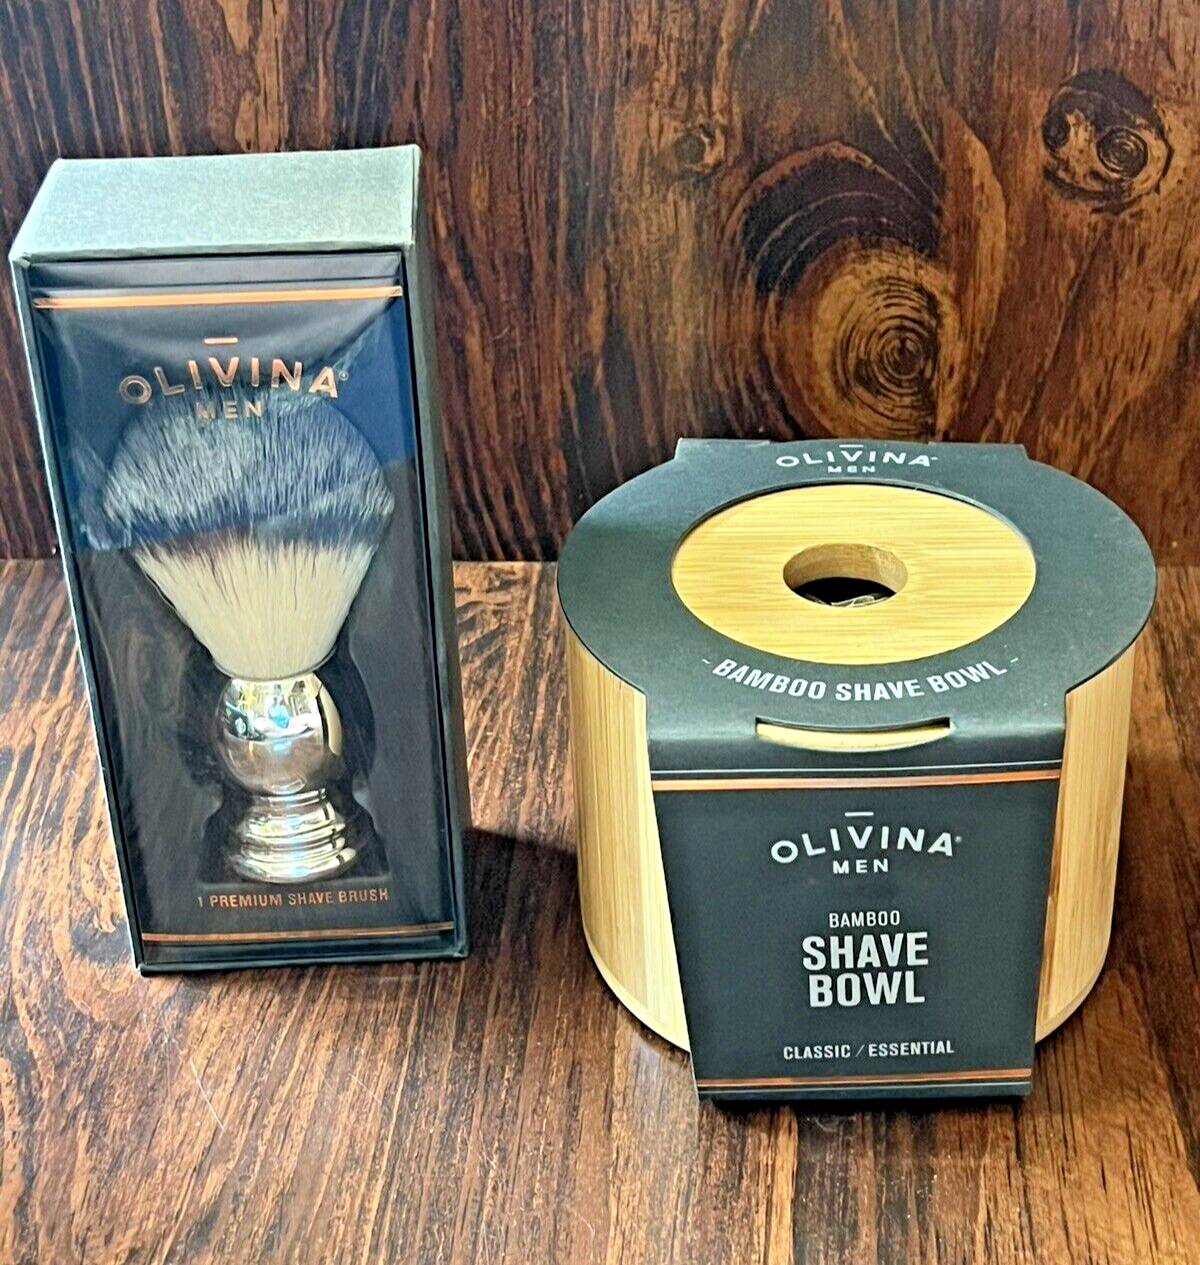 OLIVINA®
MEN
1 PREMIUM SHAVE BRUSH
OLIVINA
MEN
- BAMBOO SHAVE BOWL -
OLIVINA®
MEN
BAMBOO
SHAVE
BOWL
CLASSIC / ESSENTIAL